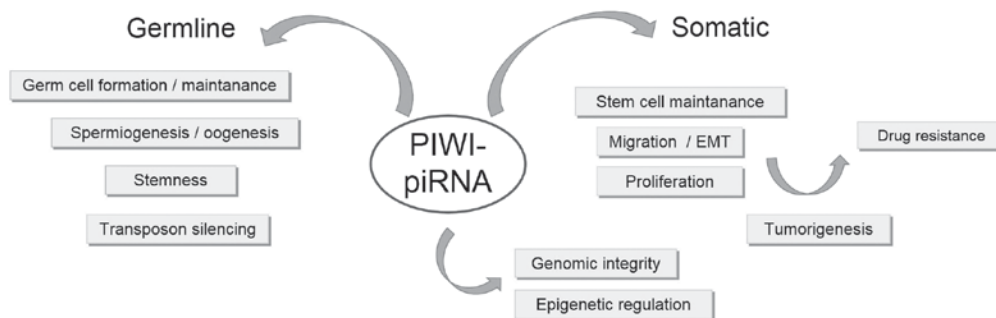 Germline
Somatic
Germ cell formation / maintanance
Spermiogenesis / oogenesis
Stemness
Transposon silencing
PIWI-
piRNA
Stem cell maintanance
Migration / EMT
Proliferation
Drug resistance
Tumorigenesis
Genomic integrity
Epigenetic regulation